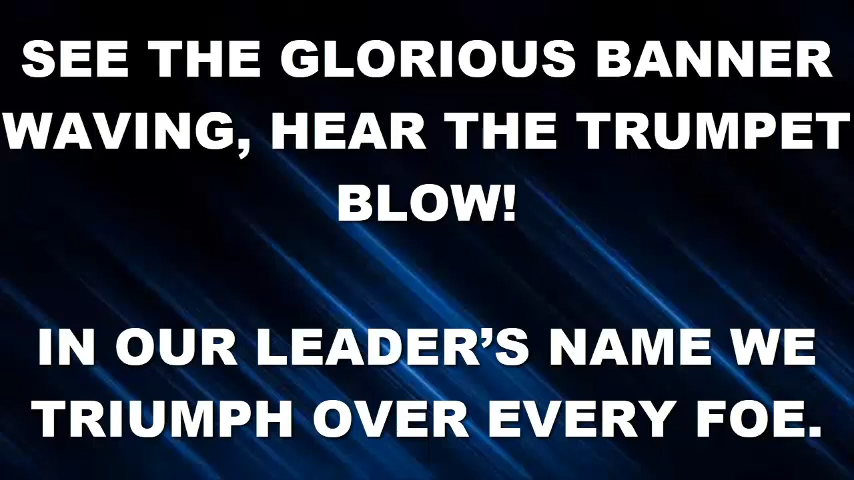 SEE THE GLORIOUS BANNER
WAVING, HEAR THE TRUMPET
BLOW!
IN OUR LEADER’S NAME WE
TRIUMPH OVER EVERY FOE.